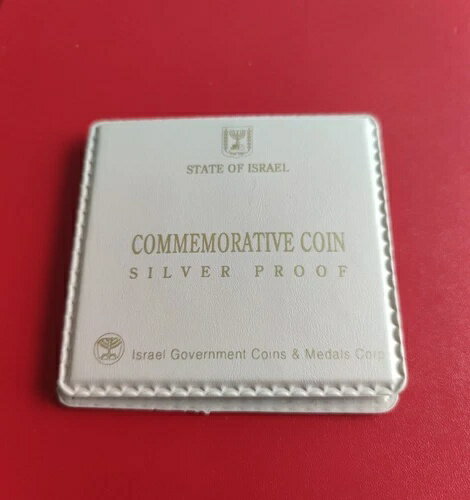 STATE OF ISRAEL
COMMEMORATIVE COIN
SILVER PROOF
Israel Government Coins & Medals Corp